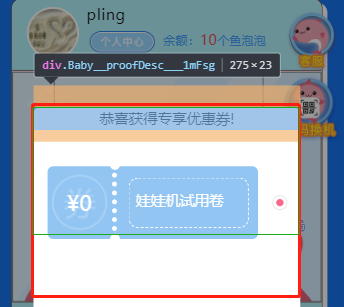 pling
个人中心
余额：10个鱼泡泡
客服
div.Baby__proofDesc___1mFsg | 275×23
码换机
恭喜获得专享优惠券!
¥0
券
娃娃机试用卷